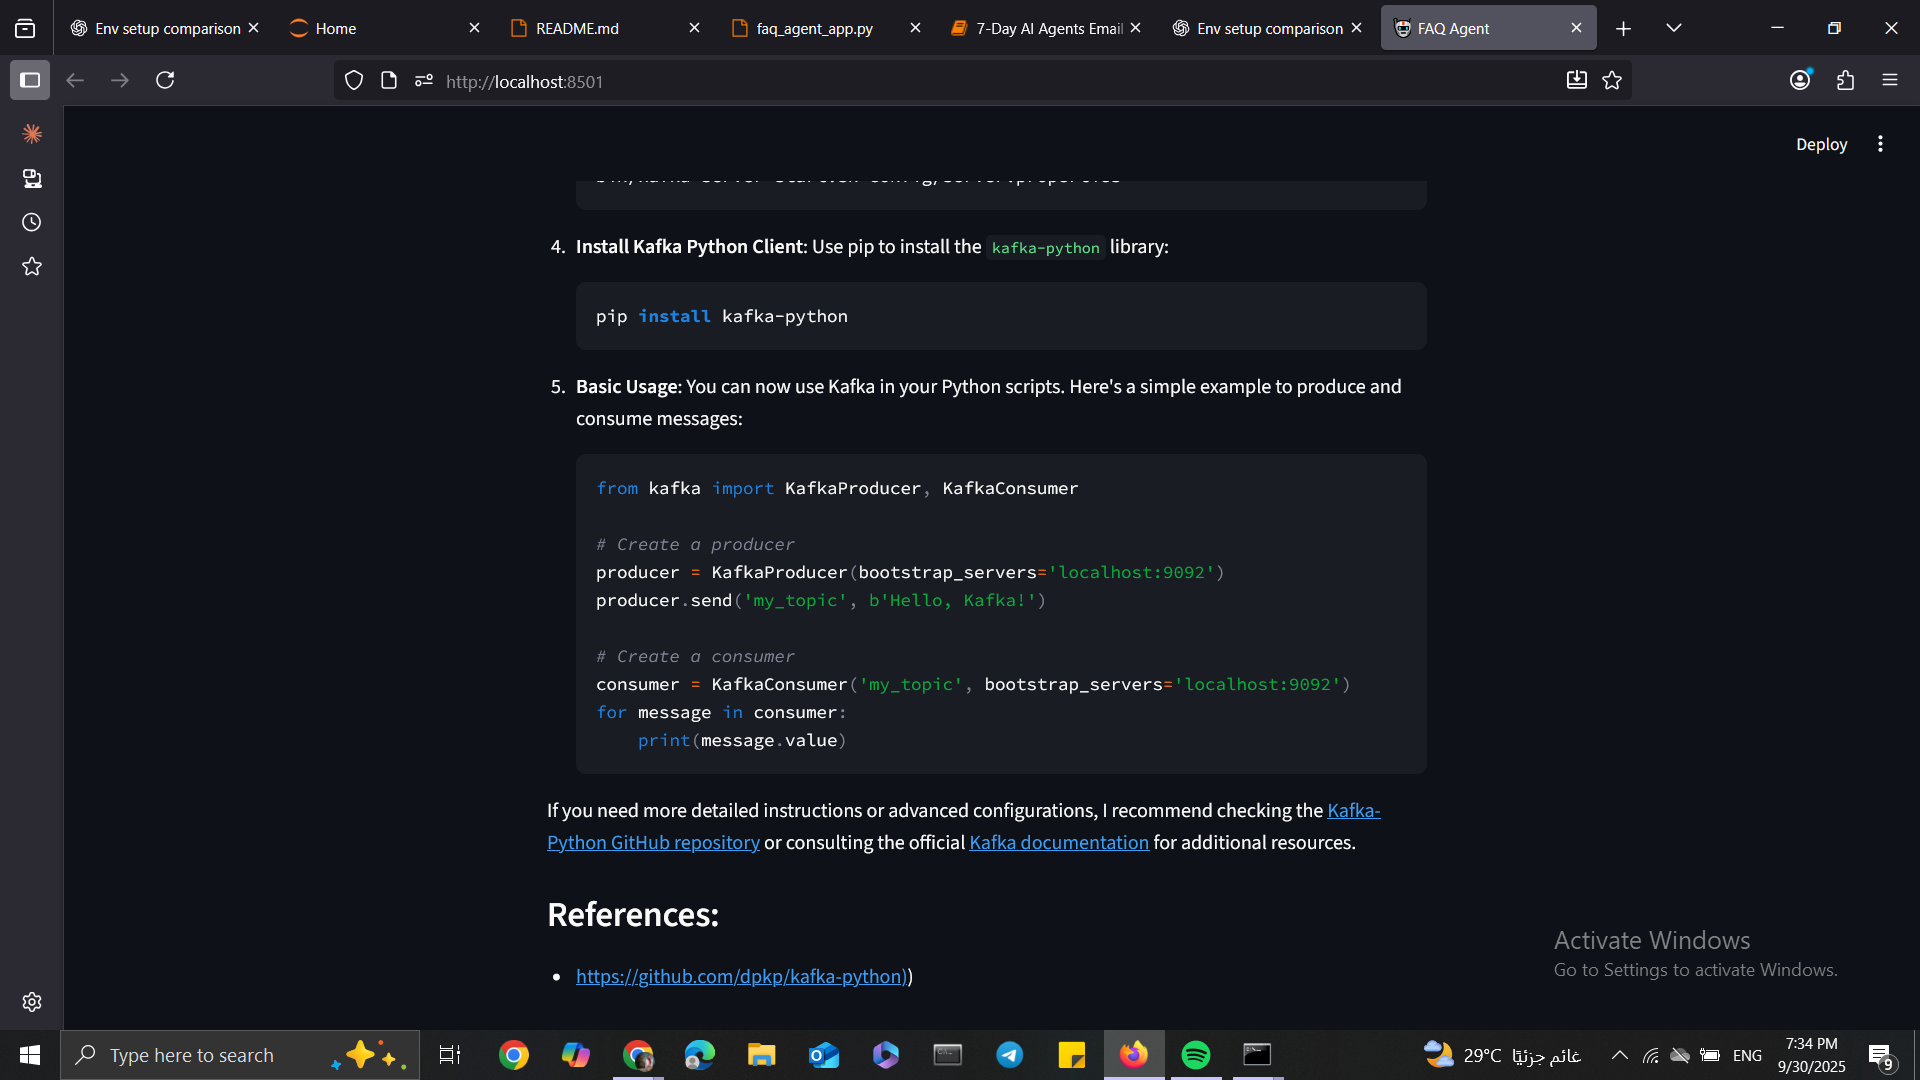 Env setup comparison
Home
README.md
faq_agent_app.py
7-Day AI Agents Email
Env setup comparison
FAQ Agent
http://localhost:8501
Deploy
4. Install Kafka Python Client: Use pip to install the kafka-python library:
pip install kafka-python
5. Basic Usage: You can now use Kafka in your Python scripts. Here's a simple example to produce and
consume messages:
from kafka import KafkaProducer, KafkaConsumer
# Create a producer
producer = KafkaProducer(bootstrap_servers='localhost:9092')
producer.send('my_topic', b'Hello, Kafka!')
# Create a consumer
consumer = KafkaConsumer('my_topic', bootstrap_servers='localhost:9092')
for message in consumer:
    print(message.value)
If you need more detailed instructions or advanced configurations, I recommend checking the Kafka-
Python GitHub repository or consulting the official Kafka documentation for additional resources.
References:
• https://github.com/dpkp/kafka-python))
Activate Windows
Go to Settings to activate Windows.
Type here to search
29°C غائم جزئيًا
ENG
7:34 PM
9/30/2025
9